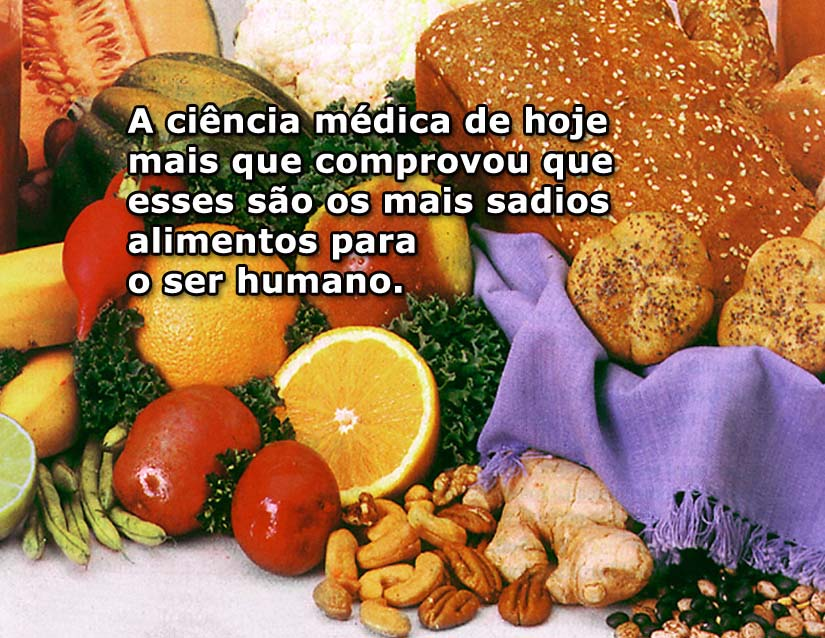 A ciência médica de hoje
mais que comprovou que
esses são os mais sadios
alimentos para
o ser humano.